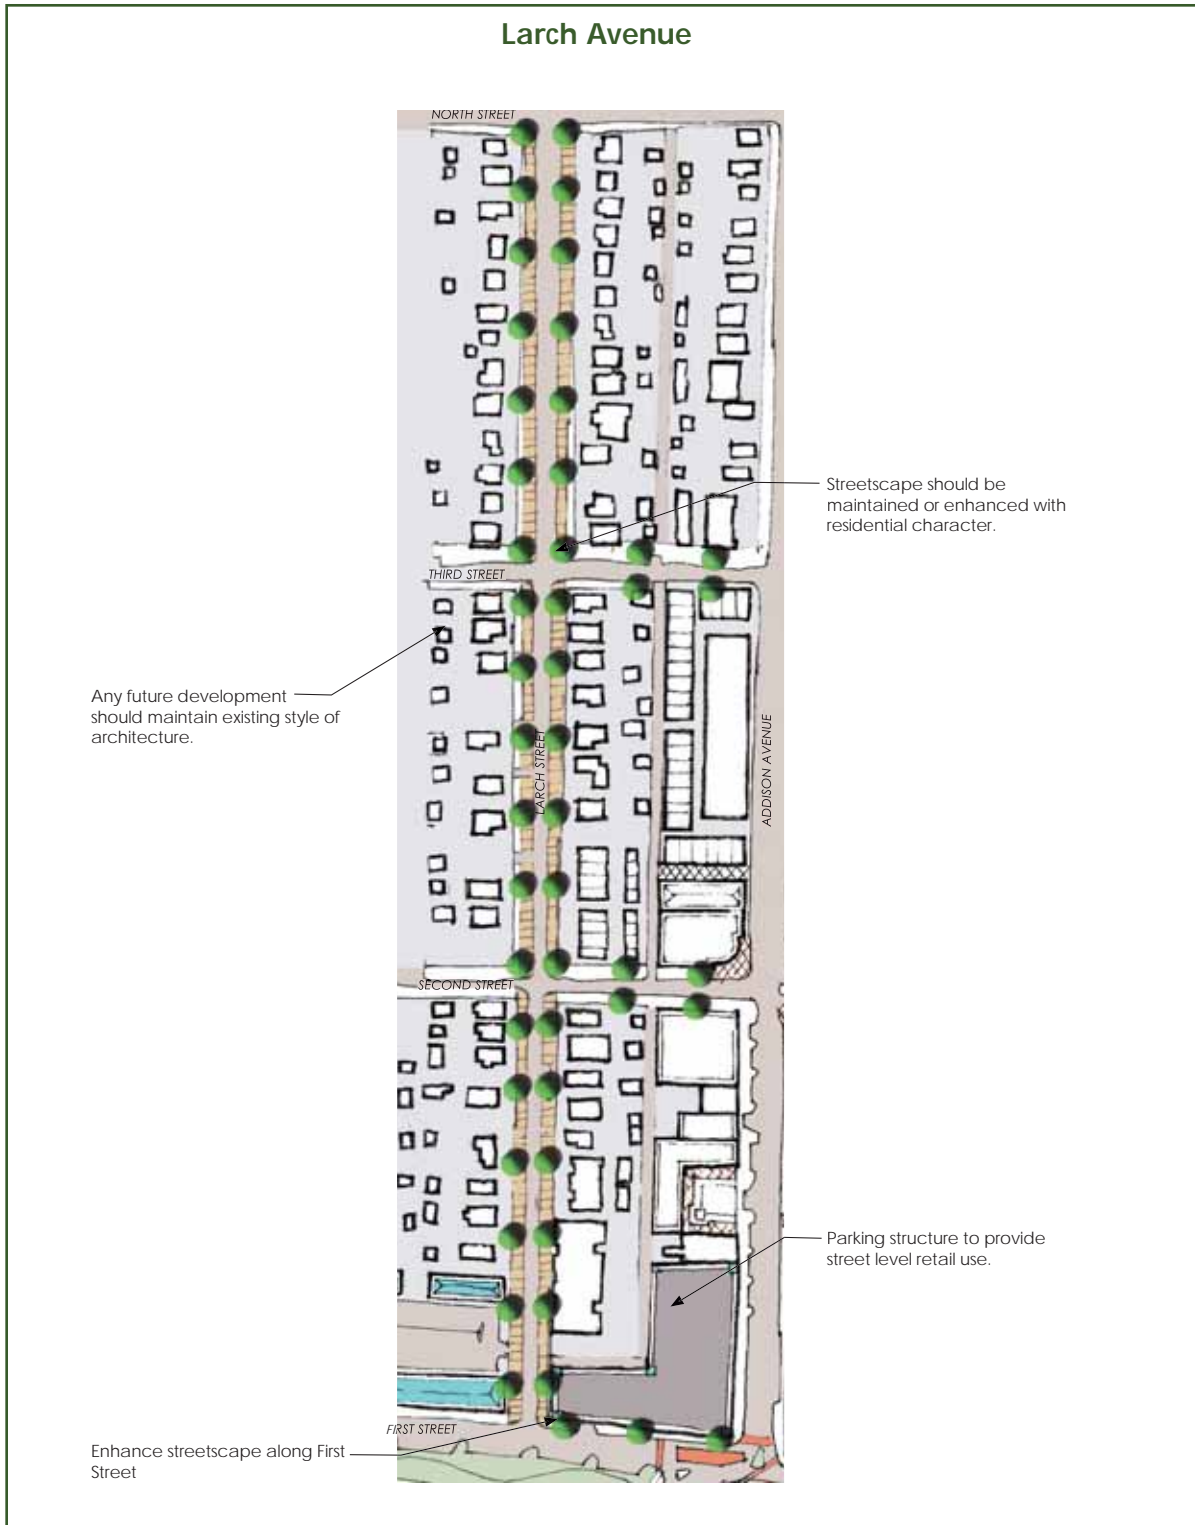 Larch Avenue
NORTH STREET
Streetscape should be
maintained or enhanced with
residential character.
THIRD STREET
Any future development
should maintain existing style of
architecture.
LARCH STREET
ADDISON AVENUE
SECOND STREET
Parking structure to provide
street level retail use.
FIRST STREET
Enhance streetscape along First
Street